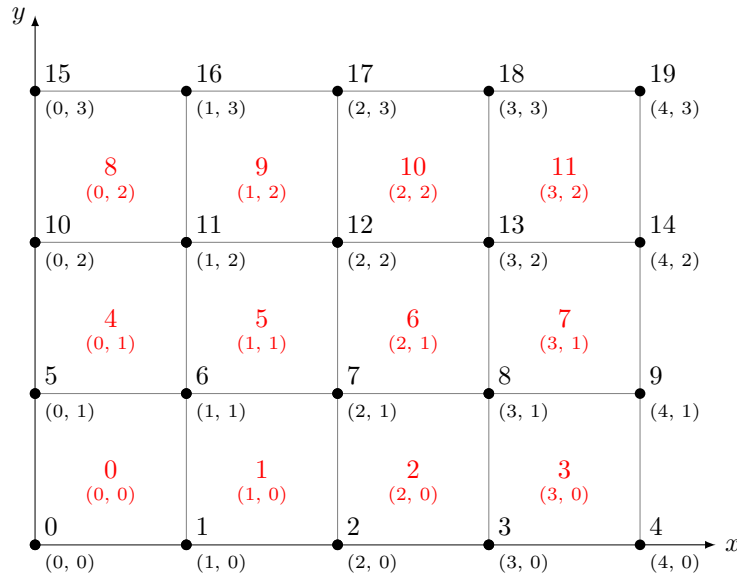 y
15 16 17 18 19
(0, 3) (1, 3) (2, 3) (3, 3) (4, 3)
8 9 10 11
(0, 2) (1, 2) (2, 2) (3, 2)
10 11 12 13 14
(0, 2) (1, 2) (2, 2) (3, 2) (4, 2)
4 5 6 7
(0, 1) (1, 1) (2, 1) (3, 1)
5 6 7 8 9
(0, 1) (1, 1) (2, 1) (3, 1) (4, 1)
0 1 2 3
(0, 0) (1, 0) (2, 0) (3, 0)
0 1 2 3 4
x
(0, 0) (1, 0) (2, 0) (3, 0) (4, 0)